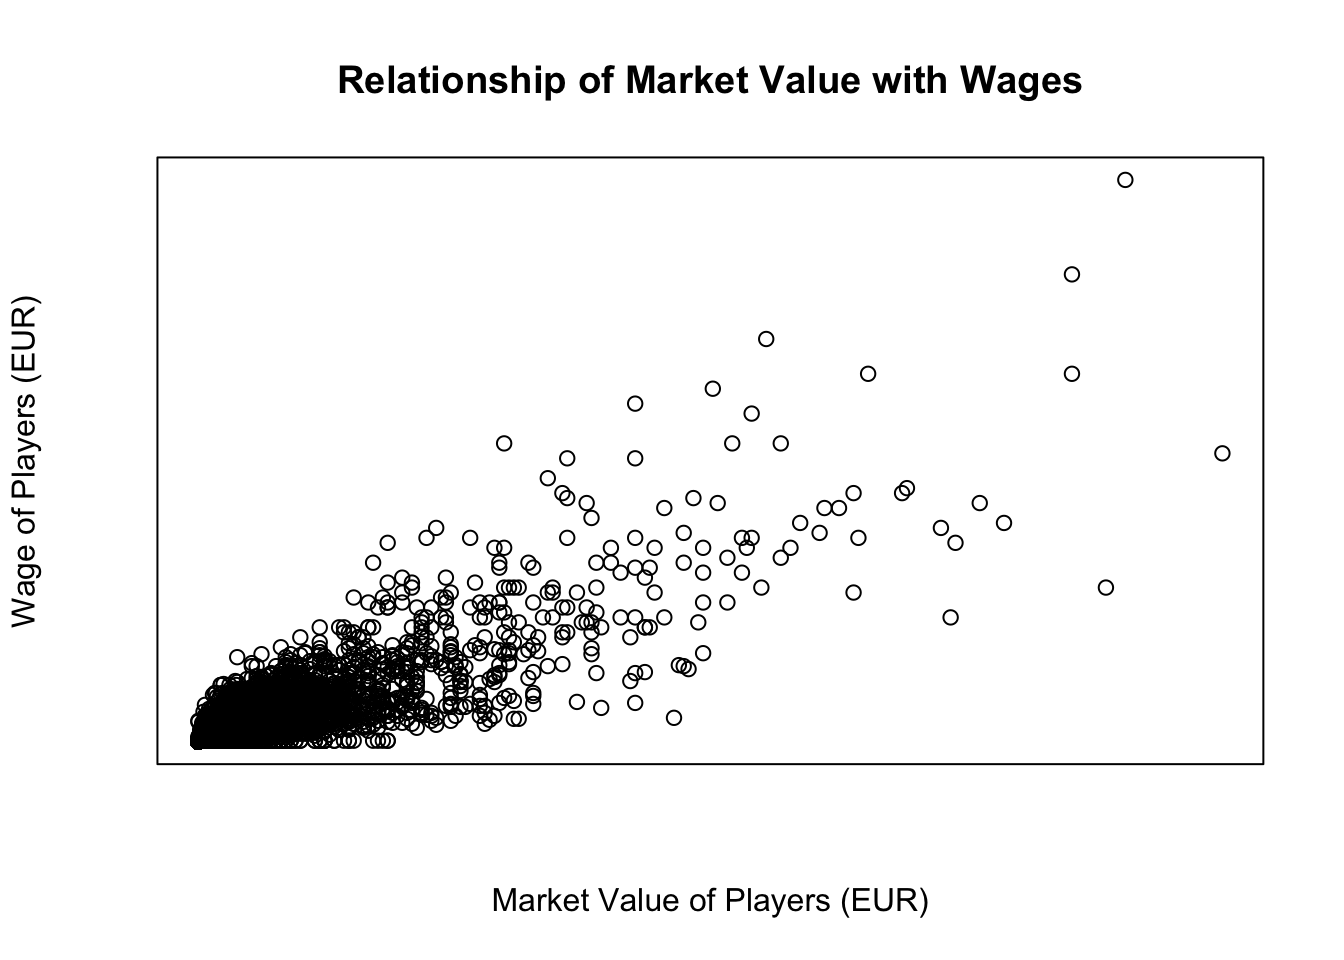 Relationship of Market Value with Wages
Wage of Players (EUR)
Market Value of Players (EUR)